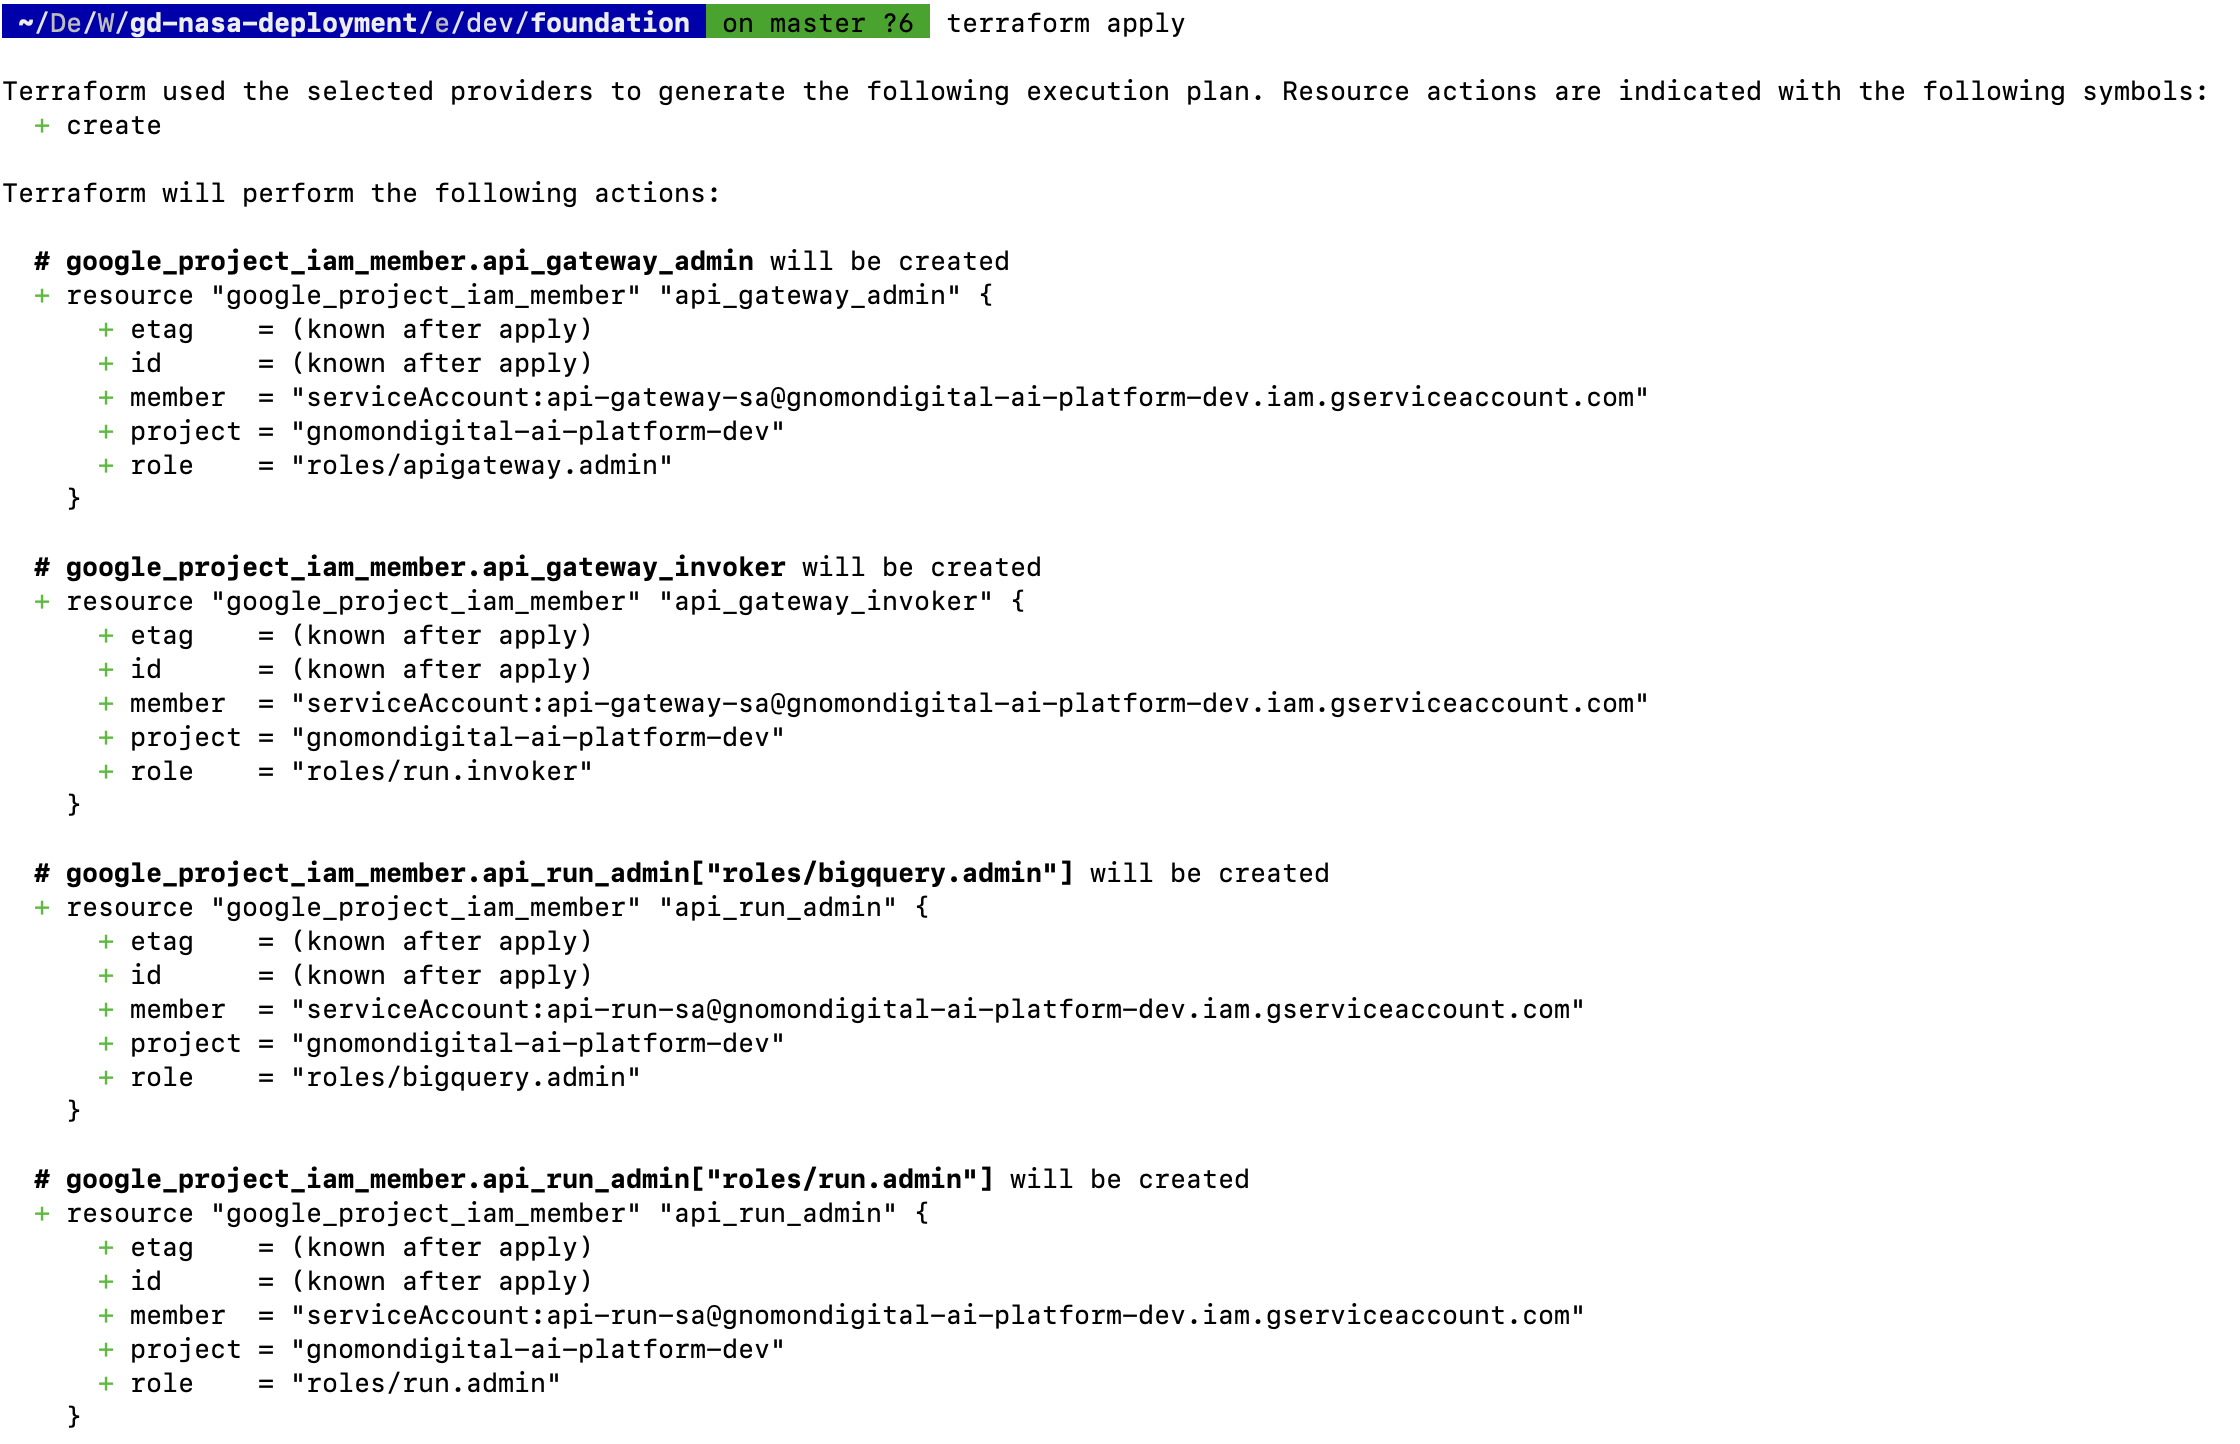 ~/De/W/gd-nasa-deployment/e/dev/foundation on master ?6 terraform apply
Terraform used the selected providers to generate the following execution plan. Resource actions are indicated with the following symbols:
+ create
Terraform will perform the following actions:
# google_project_iam_member.api_gateway_admin will be created
+ resource "google_project_iam_member" "api_gateway_admin" {
+ etag    = (known after apply)
+ id      = (known after apply)
+ member  = "serviceAccount:api-gateway-sa@gnomondigital-ai-platform-dev.iam.gserviceaccount.com"
+ project = "gnomondigital-ai-platform-dev"
+ role    = "roles/apigateway.admin"
}
# google_project_iam_member.api_gateway_invoker will be created
+ resource "google_project_iam_member" "api_gateway_invoker" {
+ etag    = (known after apply)
+ id      = (known after apply)
+ member  = "serviceAccount:api-gateway-sa@gnomondigital-ai-platform-dev.iam.gserviceaccount.com"
+ project = "gnomondigital-ai-platform-dev"
+ role    = "roles/run.invoker"
}
# google_project_iam_member.api_run_admin["roles/bigquery.admin"] will be created
+ resource "google_project_iam_member" "api_run_admin" {
+ etag    = (known after apply)
+ id      = (known after apply)
+ member  = "serviceAccount:api-run-sa@gnomondigital-ai-platform-dev.iam.gserviceaccount.com"
+ project = "gnomondigital-ai-platform-dev"
+ role    = "roles/bigquery.admin"
}
# google_project_iam_member.api_run_admin["roles/run.admin"] will be created
+ resource "google_project_iam_member" "api_run_admin" {
+ etag    = (known after apply)
+ id      = (known after apply)
+ member  = "serviceAccount:api-run-sa@gnomondigital-ai-platform-dev.iam.gserviceaccount.com"
+ project = "gnomondigital-ai-platform-dev"
+ role    = "roles/run.admin"
}